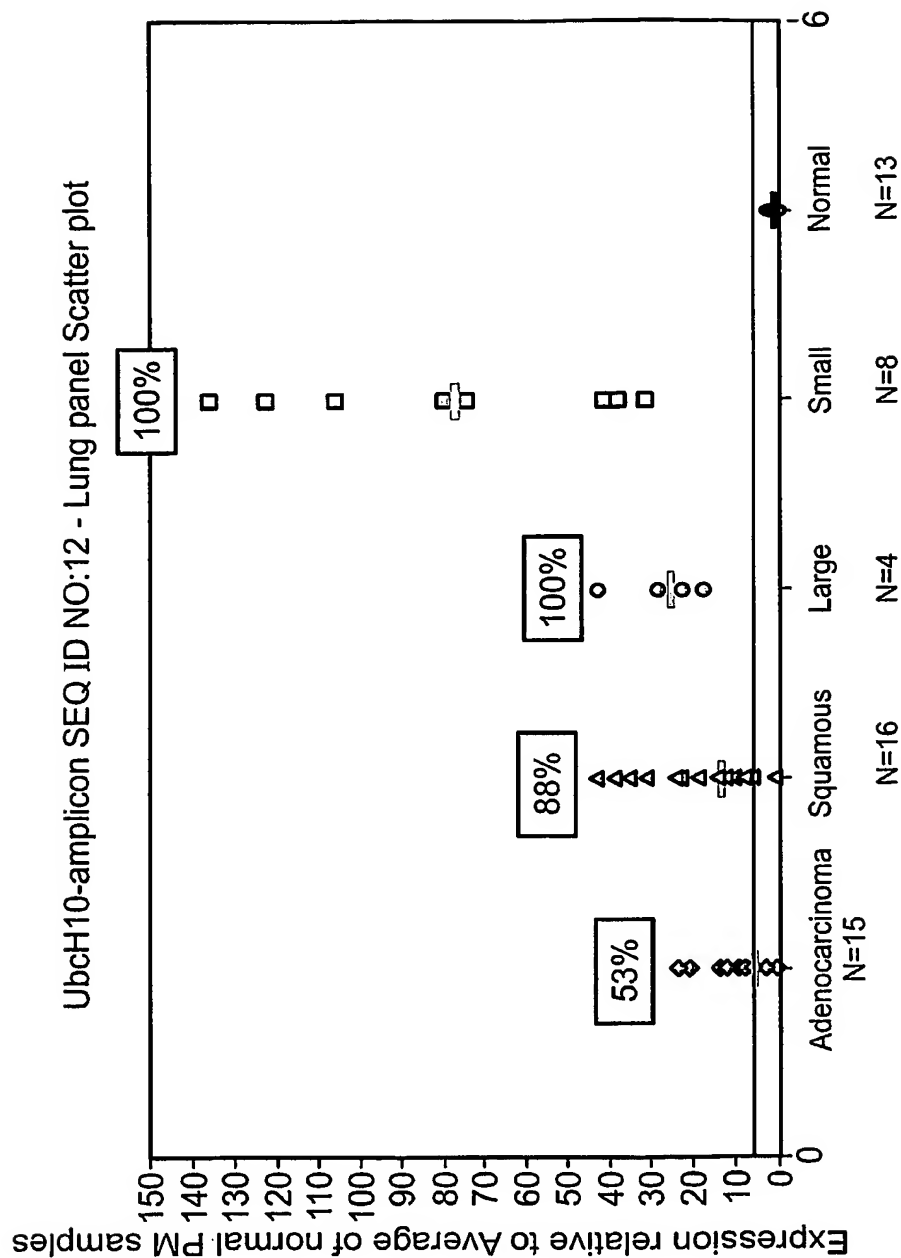 UbcH10-amplicon SEQ ID NO:12 - Lung panel Scatter plot
Expression relative to Average of normal PM samples
150
140
130
120
110
100
90
80
70
60
50
40
30
20
10
0
53%
88%
100%
100%
0
6
Adenocarcinoma
Squamous
Large
Small
Normal
N=15
N=16
N=4
N=8
N=13